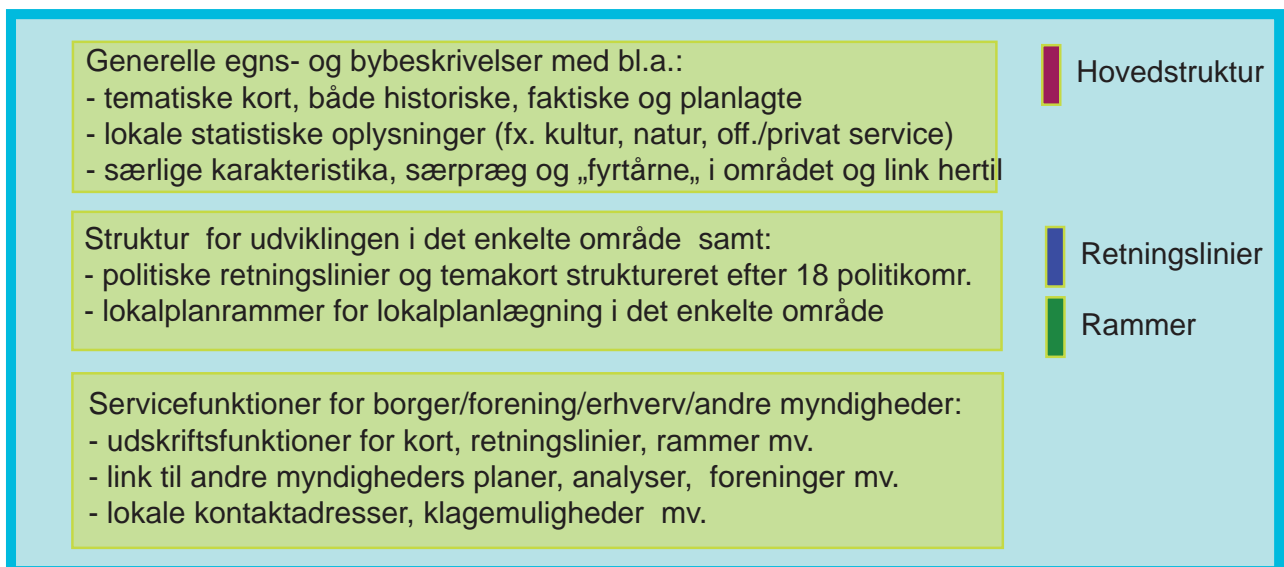 Generelle egns- og bybeskrivelser med bl.a.:
- tematiske kort, både historiske, faktiske og planlagte
- lokale statistiske oplysninger (fx. kultur, natur, off./privat service)
- særlige karakteristika, særpræg og „fyrtårne„ i området og link hertil
Hovedstruktur
Struktur for udviklingen i det enkelte område samt:
- politiske retningslinier og temakort struktureret efter 18 politikomr.
- lokalplanrammer for lokalplanlægning i det enkelte område
Retningslinier
Rammer
Servicefunktioner for borger/forening/erhverv/andre myndigheder:
- udskriftsfunktioner for kort, retningslinier, rammer mv.
- link til andre myndigheders planer, analyser, foreninger mv.
- lokale kontaktadresser, klagemuligheder mv.